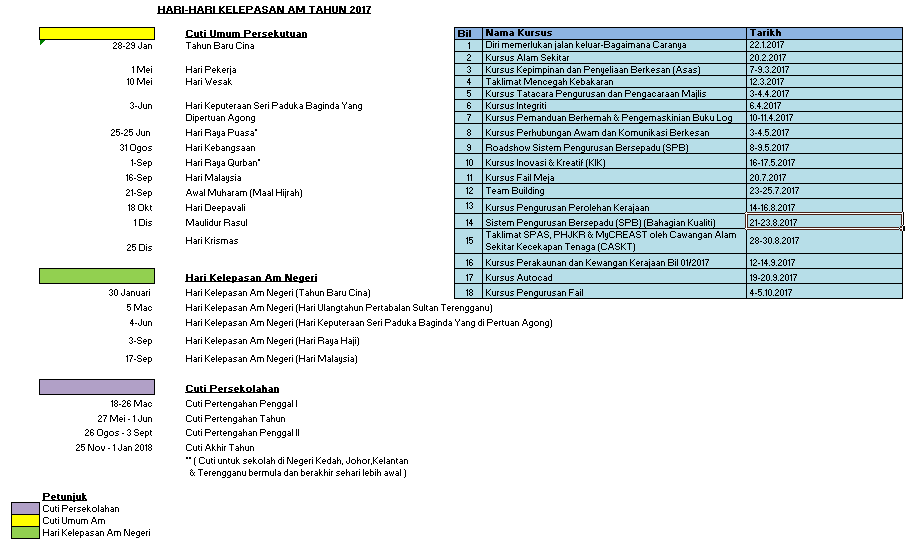 HARI-HARI KELEPASAN AM TAHUN 2017
Cuti Umum Persekutuan
28-29 Jan Tahun Baru Cina
1 Mei Hari Pekerja
10 Mei Hari Wesak
3-Jun Hari Keputeraan Seri Paduka Baginda Yang
Dipertuan Agong
25-25 Jun Hari Raya Puasa*
31 Ogos Hari Kebangsaan
1-Sep Hari Raya Qurban*
16-Sep Hari Malaysia
21-Sep Awal Muharam (Maal Hijrah)
18 Okt Hari Deepavali
1 Dis Maulidur Rasul
25 Dis Hari Krismas
Hari Kelepasan Am Negeri
30 Januari Hari Kelepasan Am Negeri (Tahun Baru Cina)
5 Mac Hari Kelepasan Am Negeri (Hari Ulangtahun Pertabalan Sultan Terengganu)
4-Jun Hari Kelepasan Am Negeri (Hari Keputeraan Seri Paduka Baginda Yang di Pertuan Agong)
3-Sep Hari Kelepasan Am Negeri (Hari Raya Haji)
17-Sep Hari Kelepasan Am Negeri (Hari Malaysia)
Cuti Persekolahan
18-26 Mac Cuti Pertengahan Penggal I
27 Mei - 1 Jun Cuti Pertengahan Tahun
26 Ogos - 3 Sept Cuti Pertengahan Penggal II
25 Nov - 1 Jan 2018 Cuti Akhir Tahun
** ( Cuti untuk sekolah di Negeri Kedah, Johor,Kelantan
& Terengganu bermula dan berakhir sehari lebih awal )
Petunjuk
Cuti Persekolahan
Cuti Umum Am
Hari Kelepasan Am Negeri
Bil Nama Kursus Tarikh
1 Diri memerlukan jalan keluar-Bagaimana Caranya 22.1.2017
2 Kursus Alam Sekitar 20.2.2017
3 Kursus Kepimpinan dan Penyeliaan Berkesan (Asas) 7-9.3.2017
4 Taklimat Mencegah Kebakaran 12.3.2017
5 Kursus Tatacara Pengurusan dan Pengacaraan Majlis 3-4.4.2017
6 Kursus Integriti 6.4.2017
7 Kursus Pemanduan Berhemah & Pengemaskinian Buku Log 10-11.4.2017
8 Kursus Perhubungan Awam dan Komunikasi Berkesan 3-4.5.2017
9 Roadshow Sistem Pengurusan Bersepadu (SPB) 8-9.5.2017
10 Kursus Inovasi & Kreatif (KIK) 16-17.5.2017
11 Kursus Fail Meja 20.7.2017
12 Team Building 23-25.7.2017
13 Kursus Pengurusan Perolehan Kerajaan 14-16.8.2017
14 Sistem Pengurusan Bersepadu (SPB) (Bahagian Kualiti) 21-23.8.2017
15 Taklimat SPAS, PHJKR & MyCREAST oleh Cawangan Alam
Sekitar Kecekapan Tenaga (CASKT) 28-30.8.2017
16 Kursus Perakaunan dan Kewangan Kerajaan Bil 01/2017 12-14.9.2017
17 Kursus Autocad 19-20.9.2017
18 Kursus Pengurusan Fail 4-5.10.2017